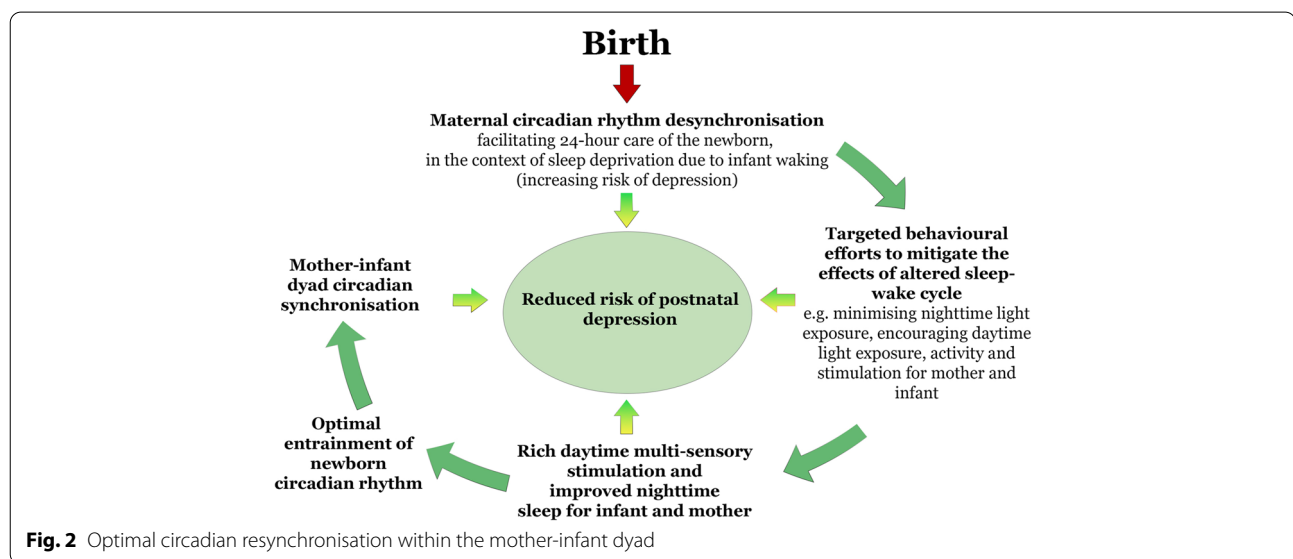 Birth
Maternal circadian rhythm desynchronisation
facilitating 24-hour care of the newborn,
in the context of sleep deprivation due to infant waking
(increasing risk of depression)
Targeted behavioural
efforts to mitigate the
effects of altered sleep-
wake cycle
e.g. minimising nighttime light
exposure, encouraging daytime
light exposure, activity and
stimulation for mother and
infant
Rich daytime multi-sensory
stimulation and
improved nighttime
sleep for infant and mother
Optimal
entrainment of
newborn
circadian rhythm
Mother-infant
dyad circadian
synchronisation
Reduced risk of postnatal
depression
Fig. 2 Optimal circadian resynchronisation within the mother-infant dyad